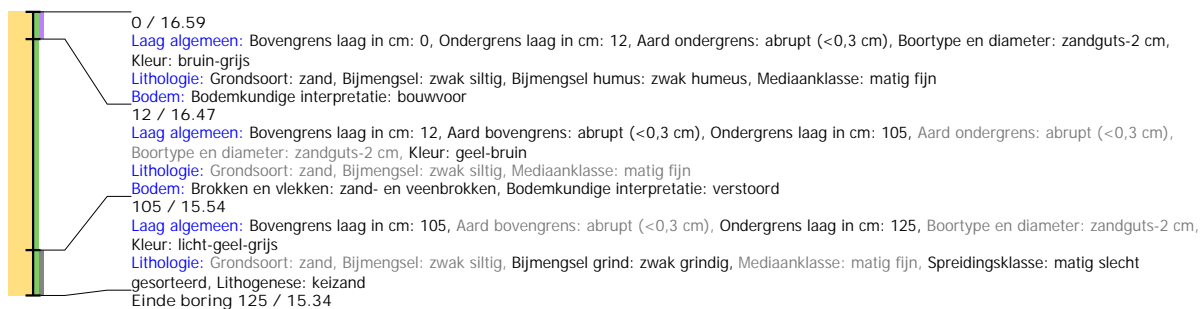 0 / 16.59
Laag algemeen: Bovengrens laag in cm: 0, Ondergrens laag in cm: 12, Aard ondergrens: abrupt (<0,3 cm), Boortype en diameter: zandguts-2 cm,
Kleur: bruin-grijs
Lithologie: Grondsoort: zand, Bijmengsel: zwak siltig, Bijmengsel humus: zwak humeus, Mediaanklasse: matig fijn
Bodem: Bodemkundige interpretatie: bouwvoor
12 / 16.47
Laag algemeen: Bovengrens laag in cm: 12, Aard bovengrens: abrupt (<0,3 cm), Ondergrens laag in cm: 105, Aard ondergrens: abrupt (<0,3 cm),
Boortype en diameter: zandguts-2 cm, Kleur: geel-bruin
Lithologie: Grondsoort: zand, Bijmengsel: zwak siltig, Mediaanklasse: matig fijn
Bodem: Brokken en vlekken: zand- en veenbrokken, Bodemkundige interpretatie: verstoord
105 / 15.54
Laag algemeen: Bovengrens laag in cm: 105, Aard bovengrens: abrupt (<0,3 cm), Ondergrens laag in cm: 125, Boortype en diameter: zandguts-2 cm,
Kleur: licht-geel-grijs
Lithologie: Grondsoort: zand, Bijmengsel: zwak siltig, Bijmengsel grind: zwak grindig, Mediaanklasse: matig fijn, Spreidingsklasse: matig slecht
gesorteerd, Lithogenese: keizand
Einde boring 125 / 15.34